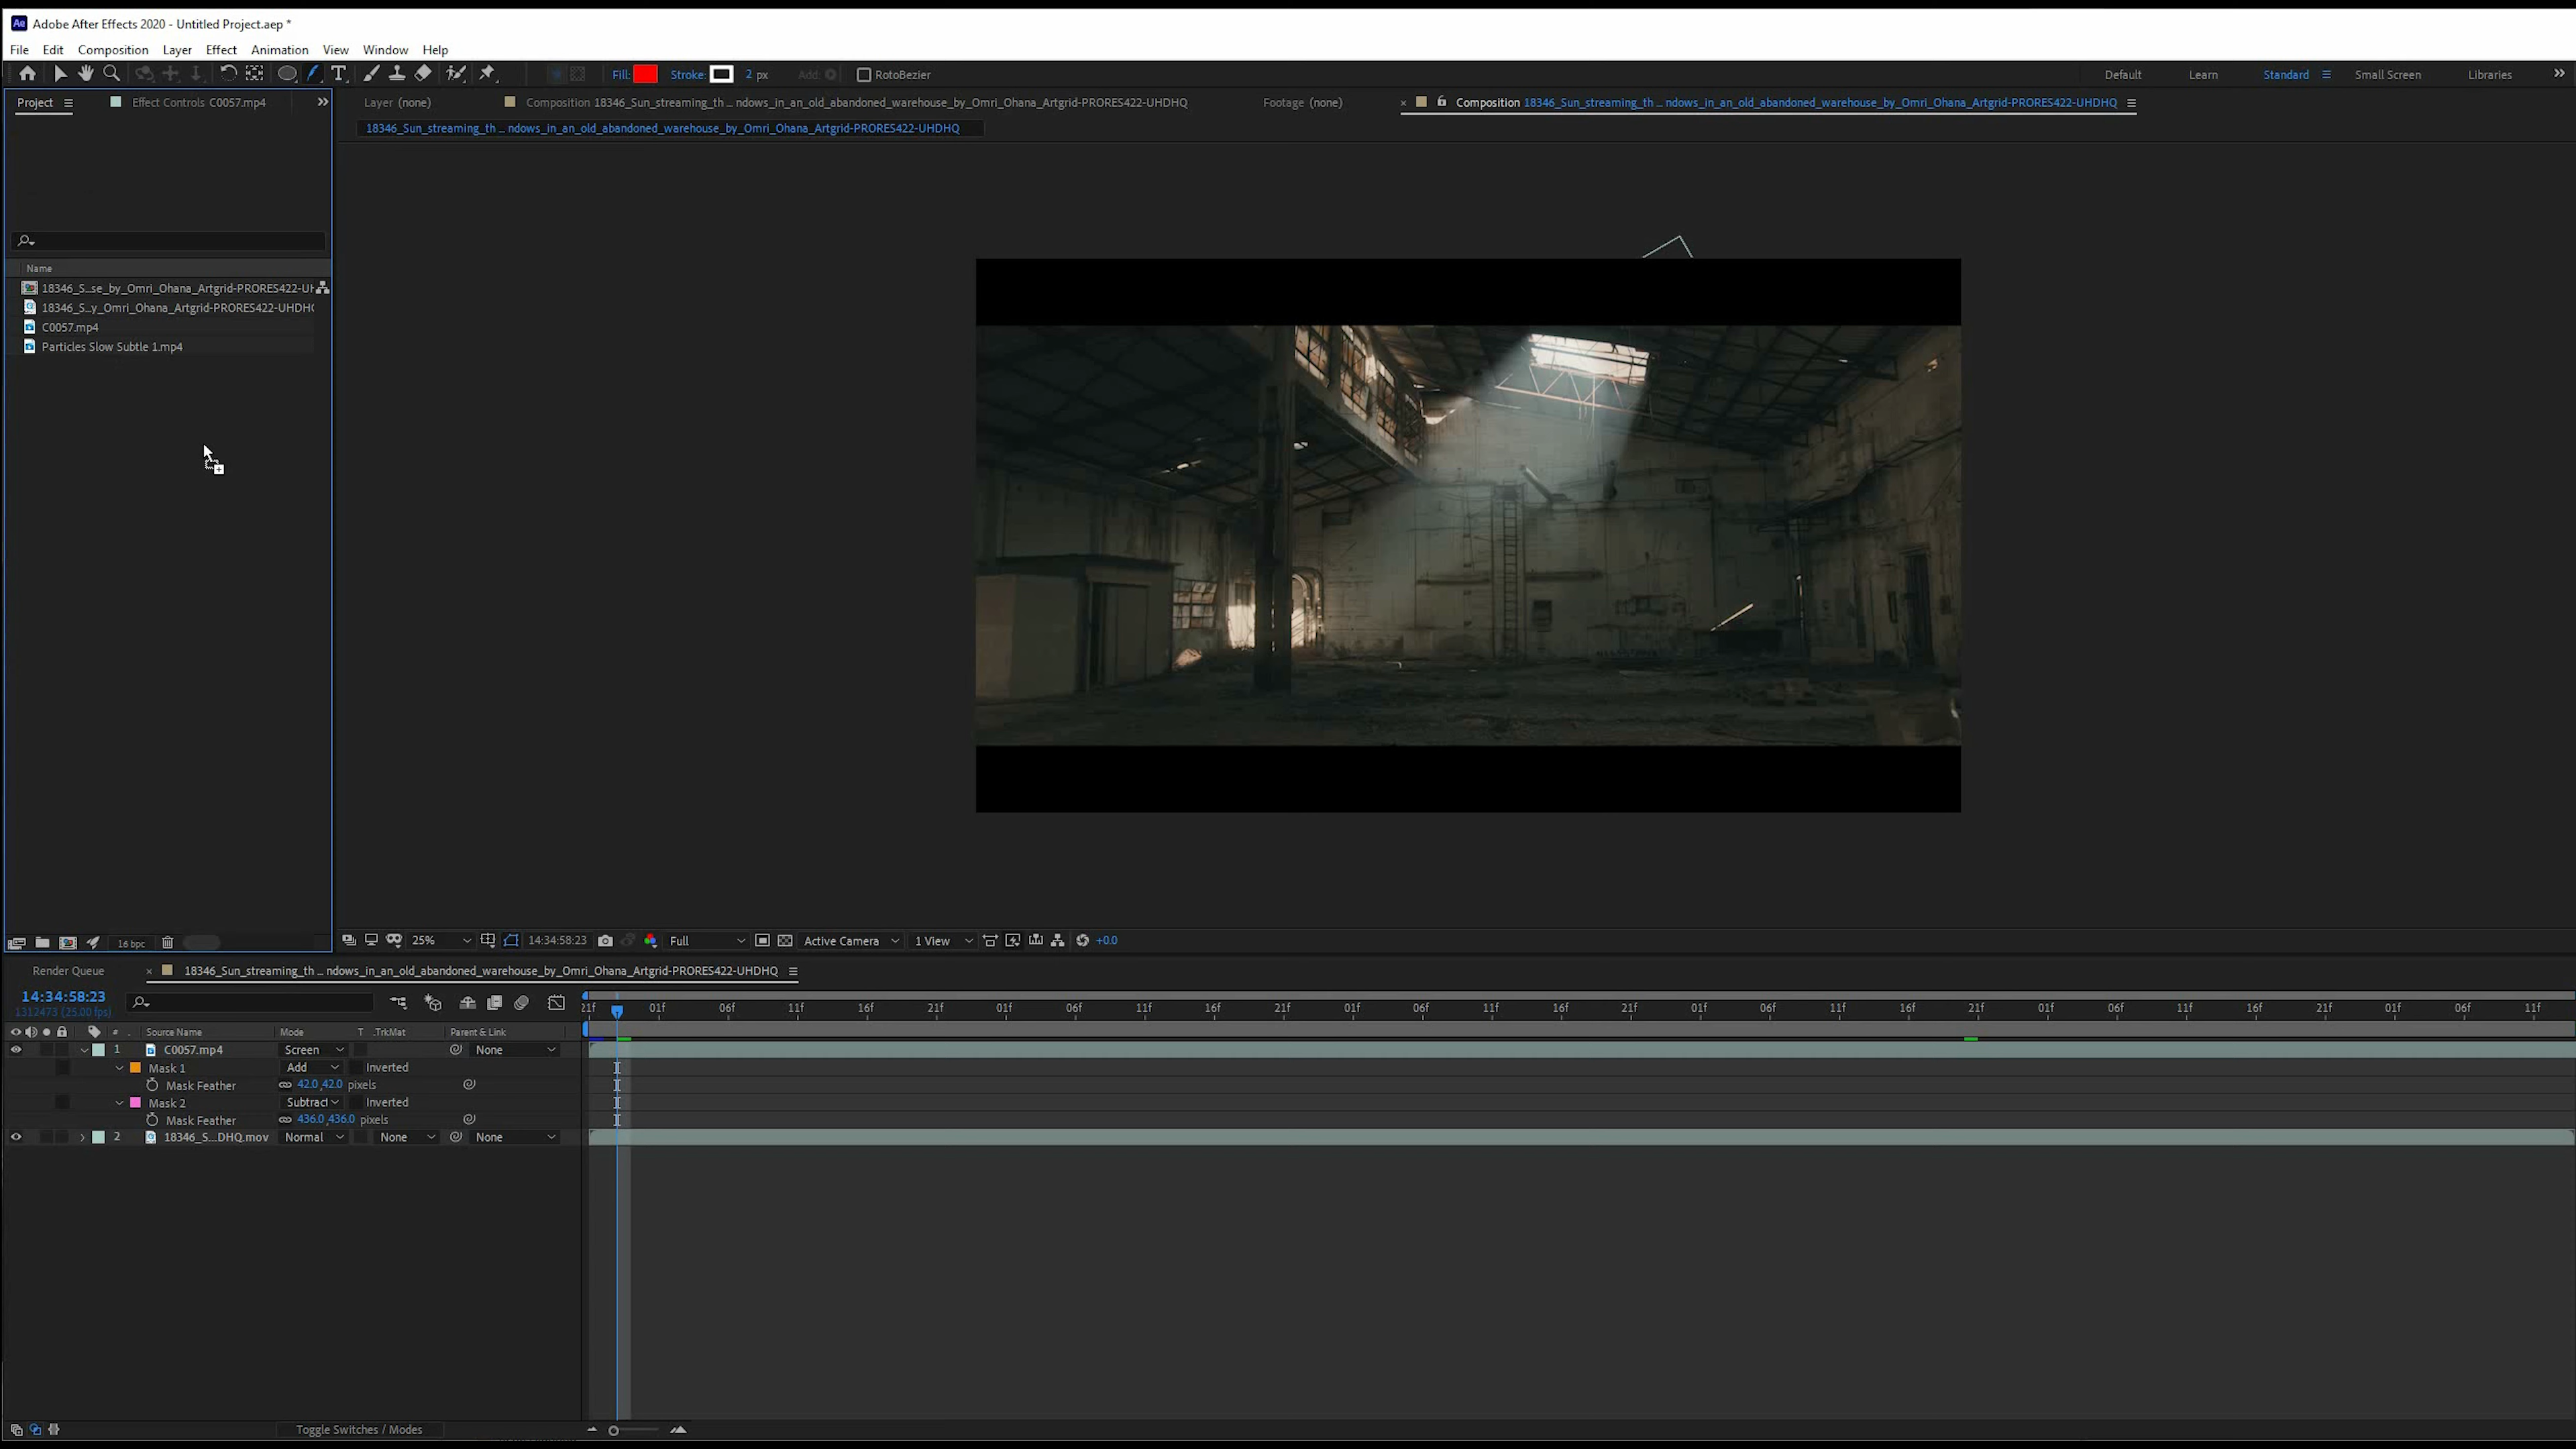 Ae Adobe After Effects 2020 - Untitled Project.aep *
File Edit Composition Layer Effect Animation View Window Help
T Fill: Stroke: 2 px Add: RotoBezier Default Learn Standard Small Screen Libraries
Project Effect Controls C0057.mp4 Layer (none) Composition 18346_Sun_streaming_th ... ndows_in_an_old_abandoned_warehouse_by_Omri_Ohana_Artgrid-PRORES422-UHDHQ Footage (none) × Composition 18346_Sun_streaming_th ... ndows_in_an_old_abandoned_warehouse_by_Omri_Ohana_Artgrid-PRORES422-UHDHQ
18346_Sun_streaming_th ... ndows_in_an_old_abandoned_warehouse_by_Omri_Ohana_Artgrid-PRORES422-UHDHQ
Name
18346_S...se_by_Omri_Ohana_Artgrid-PRORES422-UH
18346_S...y_Omri_Ohana_Artgrid-PRORES422-UHDHQ
C0057.mp4
Particles Slow Subtle 1.mp4
16 bpc 25% 14:34:58:23 Full Active Camera 1 View +0.0
Render Queue × 18346_Sun_streaming_th ... ndows_in_an_old_abandoned_warehouse_by_Omri_Ohana_Artgrid-PRORES422-UHDHQ
14:34:58:23
1312473 (25.00 fps)
21f 01f 06f 11f 16f 21f 01f 06f 11f 16f 21f 01f 06f 11f 16f 21f 01f 06f 11f 16f 21f 01f 06f 11f 16f 21f 01f 06f 11f
# Source Name Mode T .TrkMat Parent & Link
1 C0057.mp4 Screen None
Mask 1 Add Inverted
Mask Feather 42.0,42.0 pixels
Mask 2 Subtract Inverted
Mask Feather 436.0,436.0 pixels
2 18346_S...DHQ.mov Normal None None
Toggle Switches / Modes